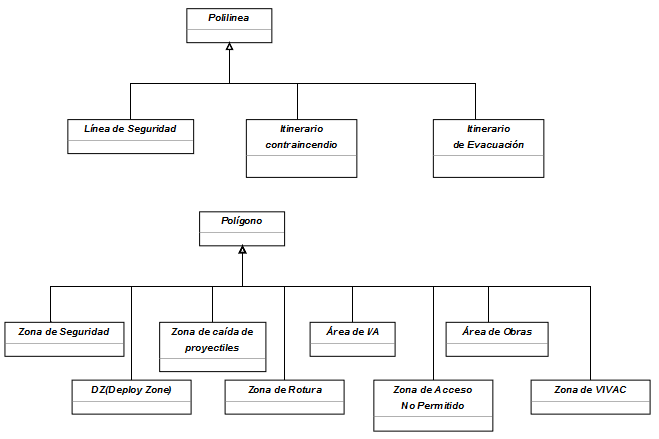 Polilinea
Línea de Seguridad
Itinerario
contraincendio
Itinerario
de Evacuación
Polígono
Zona de Seguridad
Zona de caída de
proyectiles
Área de I/A
Área de Obras
DZ(Deploy Zone)
Zona de Rotura
Zona de Acceso
No Permitido
Zona de VIVAC